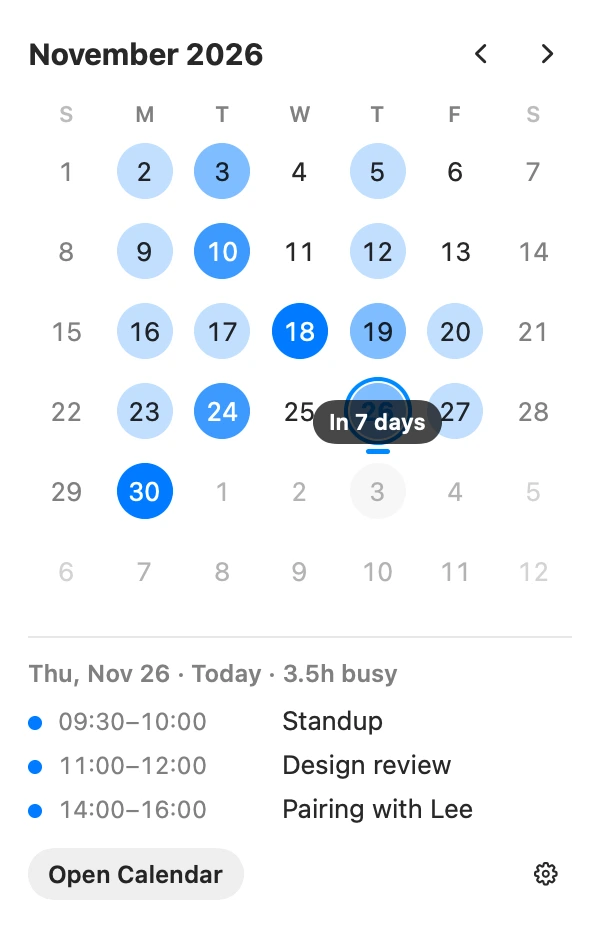 November 2026
S M T W T F S
1 2 3 4 5 6 7
8 9 10 11 12 13 14
15 16 17 18 19 20 21
22 23 24 25 26 27 28
In 7 days
29 30 1 2 3 4 5
6 7 8 9 10 11 12
Thu, Nov 26 · Today · 3.5h busy
09:30–10:00 Standup
11:00–12:00 Design review
14:00–16:00 Pairing with Lee
Open Calendar